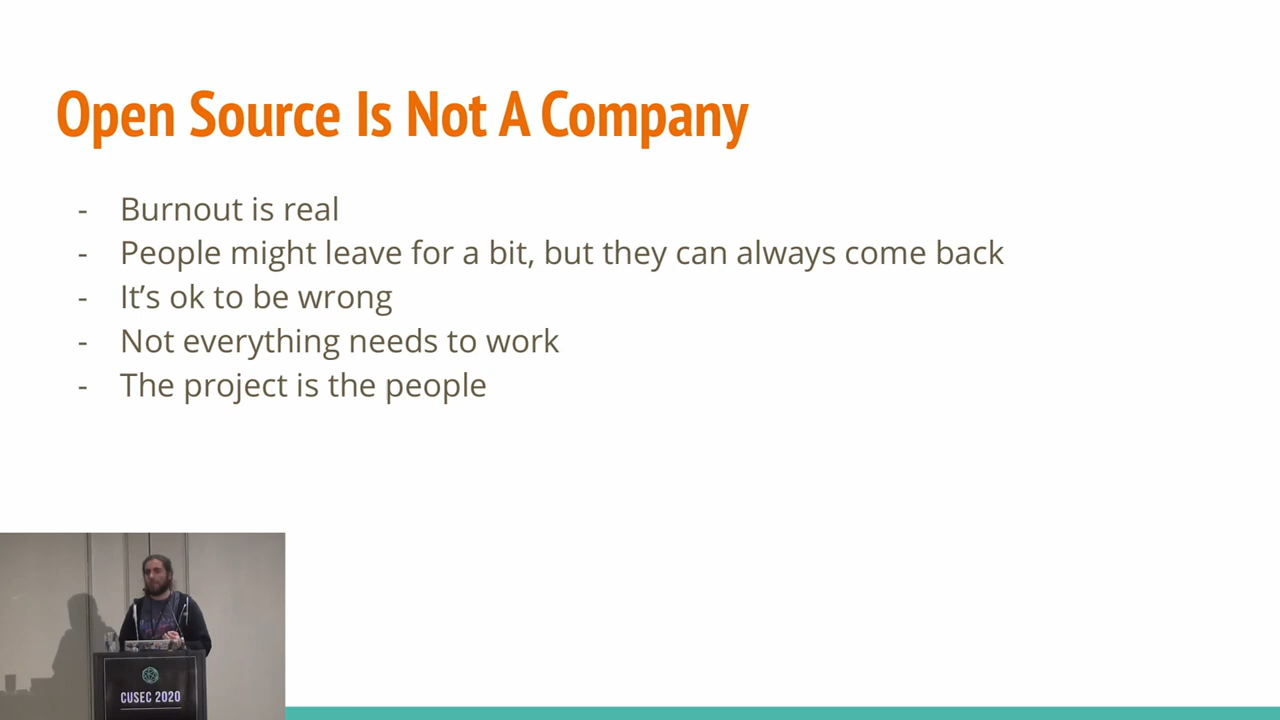 Open Source Is Not A Company
- Burnout is real
- People might leave for a bit, but they can always come back
- It's ok to be wrong
- Not everything needs to work
- The project is the people
CUSEC 2020